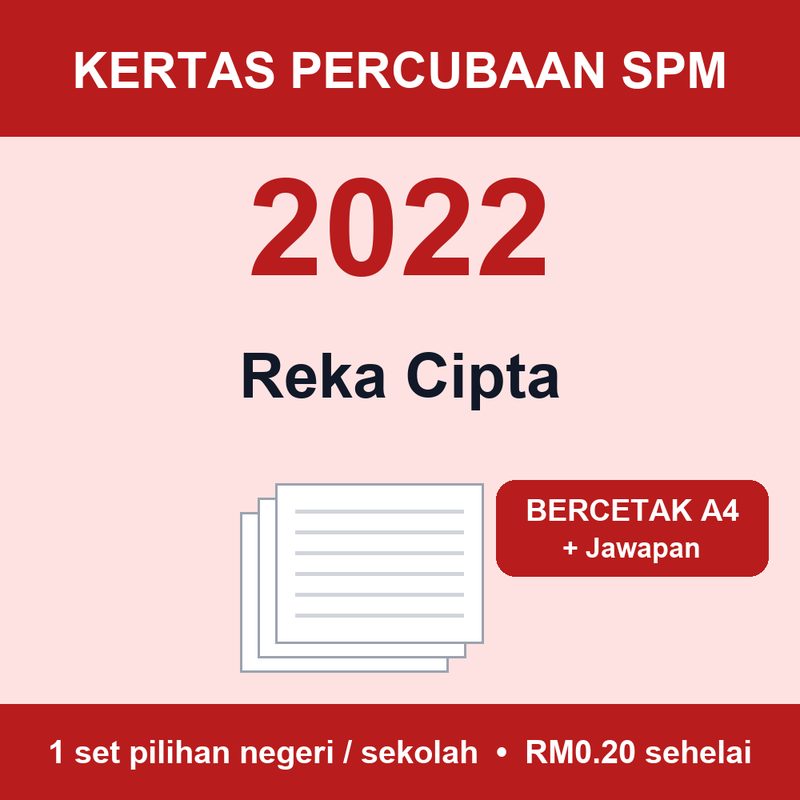 KERTAS PERCUBAAN SPM
2022
Reka Cipta
BERCETAK A4
+ Jawapan
1 set pilihan negeri / sekolah • RM0.20 sehelai